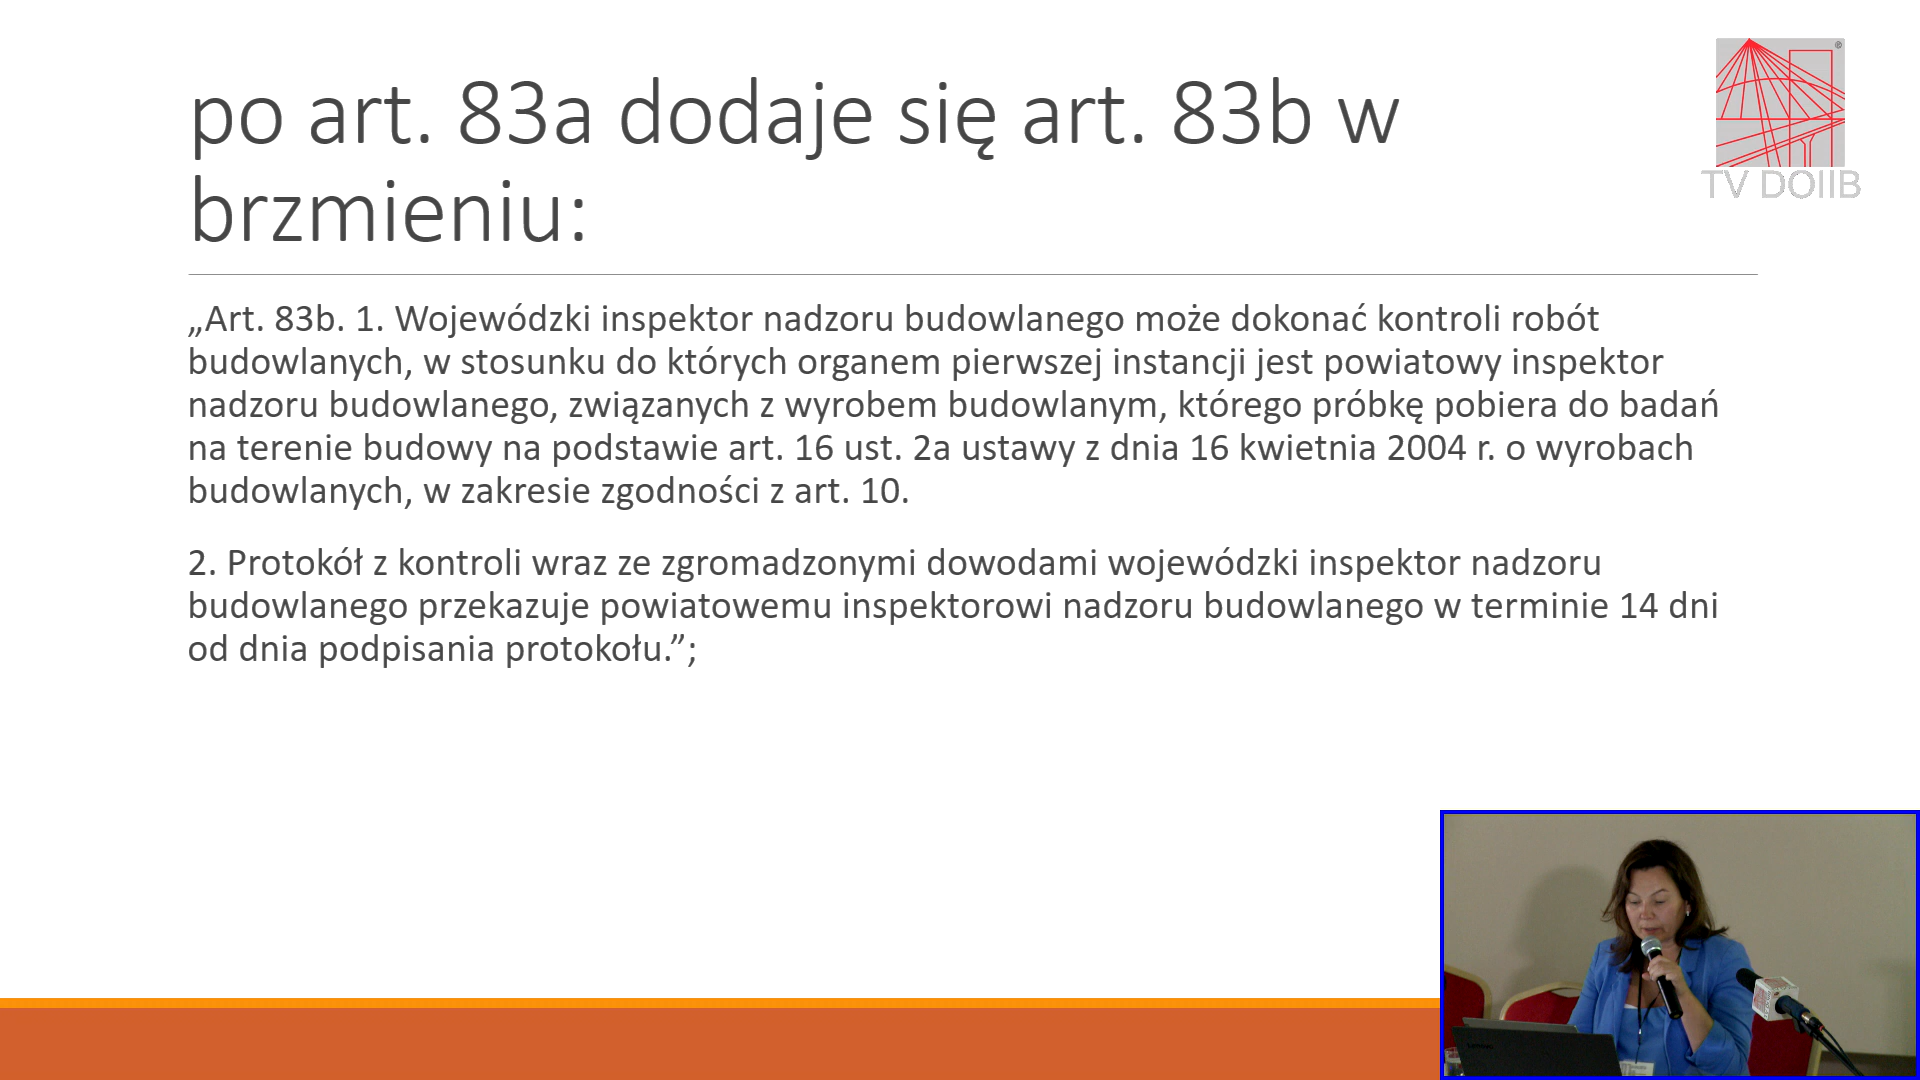 po art. 83a dodaje się art. 83b w
brzmieniu:
®
TV DOIIB
„Art. 83b. 1. Wojewódzki inspektor nadzoru budowlanego może dokonać kontroli robót
budowlanych, w stosunku do których organem pierwszej instancji jest powiatowy inspektor
nadzoru budowlanego, związanych z wyrobem budowlanym, którego próbkę pobiera do badań
na terenie budowy na podstawie art. 16 ust. 2a ustawy z dnia 16 kwietnia 2004 r. o wyrobach
budowlanych, w zakresie zgodności z art. 10.
2. Protokół z kontroli wraz ze zgromadzonymi dowodami wojewódzki inspektor nadzoru
budowlanego przekazuje powiatowemu inspektorowi nadzoru budowlanego w terminie 14 dni
od dnia podpisania protokołu.”;